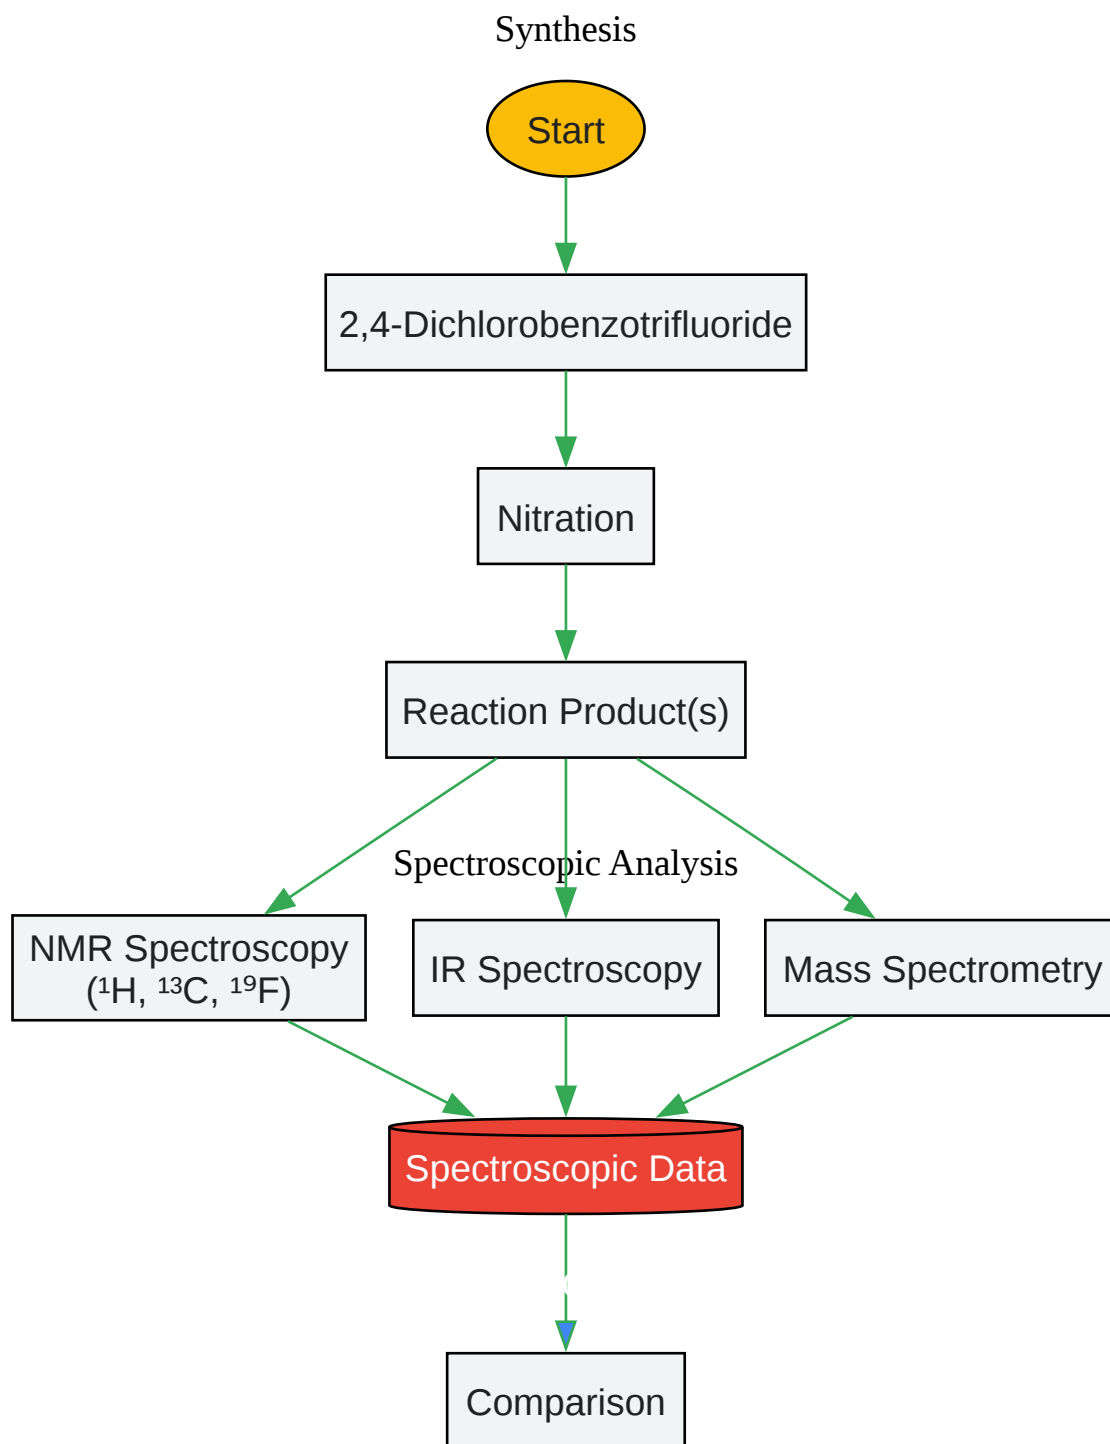 Synthesis
Start
2,4-Dichlorobenzotrifluoride
Nitration
Reaction Product(s)
Spectroscopic Analysis
NMR Spectroscopy
(¹H, ¹³C, ¹⁹F)
IR Spectroscopy
Mass Spectrometry
Spectroscopic Data
Comparison